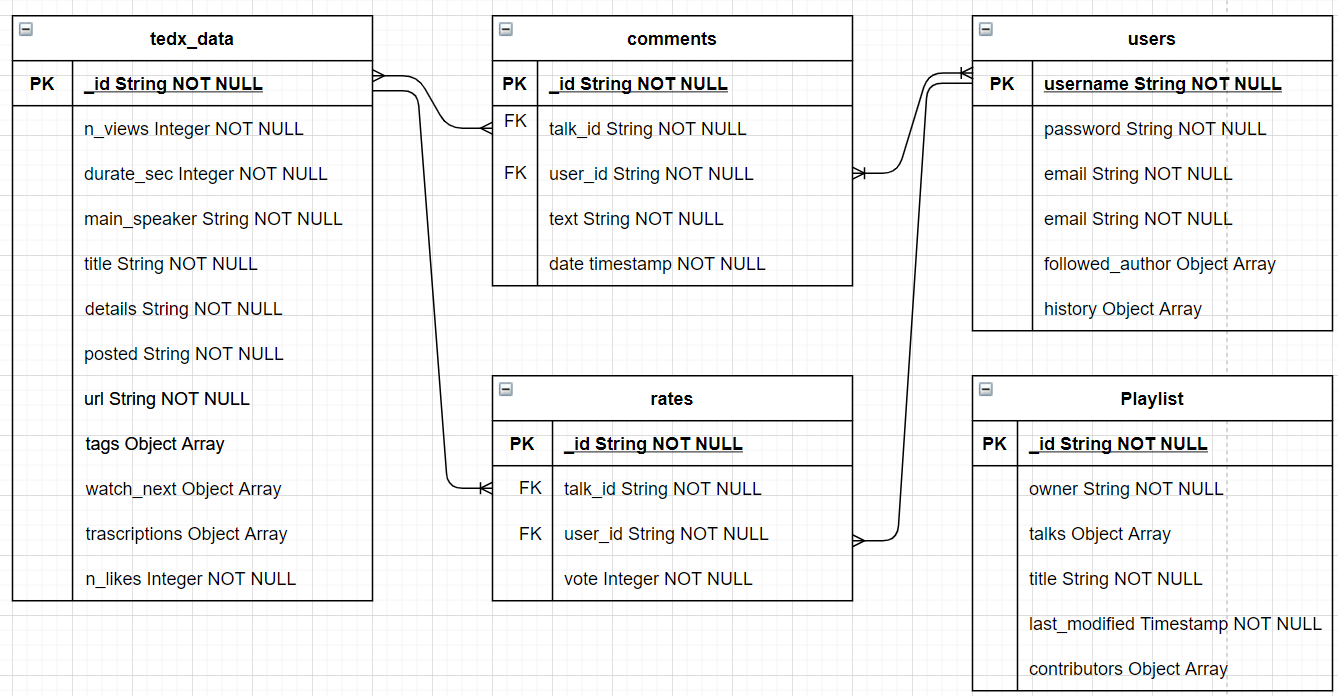 tedx_data
PK _id String NOT NULL
n_views Integer NOT NULL
durate_sec Integer NOT NULL
main_speaker String NOT NULL
title String NOT NULL
details String NOT NULL
posted String NOT NULL
url String NOT NULL
tags Object Array
watch_next Object Array
trascriptions Object Array
n_likes Integer NOT NULL
comments
PK _id String NOT NULL
FK talk_id String NOT NULL
FK user_id String NOT NULL
text String NOT NULL
date timestamp NOT NULL
rates
PK _id String NOT NULL
FK talk_id String NOT NULL
FK user_id String NOT NULL
vote Integer NOT NULL
users
PK username String NOT NULL
password String NOT NULL
email String NOT NULL
email String NOT NULL
followed_author Object Array
history Object Array
Playlist
PK _id String NOT NULL
owner String NOT NULL
talks Object Array
title String NOT NULL
last_modified Timestamp NOT NULL
contributors Object Array